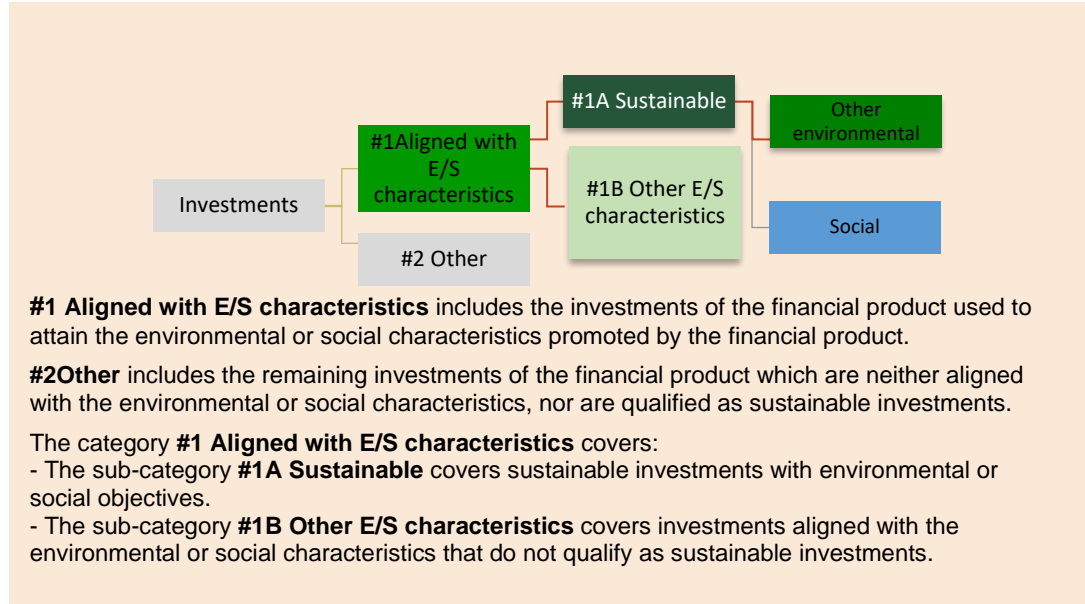 #1A Sustainable
Other
environmental
#1Aligned with
E/S
characteristics
#1B Other E/S
characteristics
Investments
Social
#2 Other
#1 Aligned with E/S characteristics includes the investments of the financial product used to
attain the environmental or social characteristics promoted by the financial product.
#2Other includes the remaining investments of the financial product which are neither aligned
with the environmental or social characteristics, nor are qualified as sustainable investments.
The category #1 Aligned with E/S characteristics covers:
- The sub-category #1A Sustainable covers sustainable investments with environmental or
social objectives.
- The sub-category #1B Other E/S characteristics covers investments aligned with the
environmental or social characteristics that do not qualify as sustainable investments.